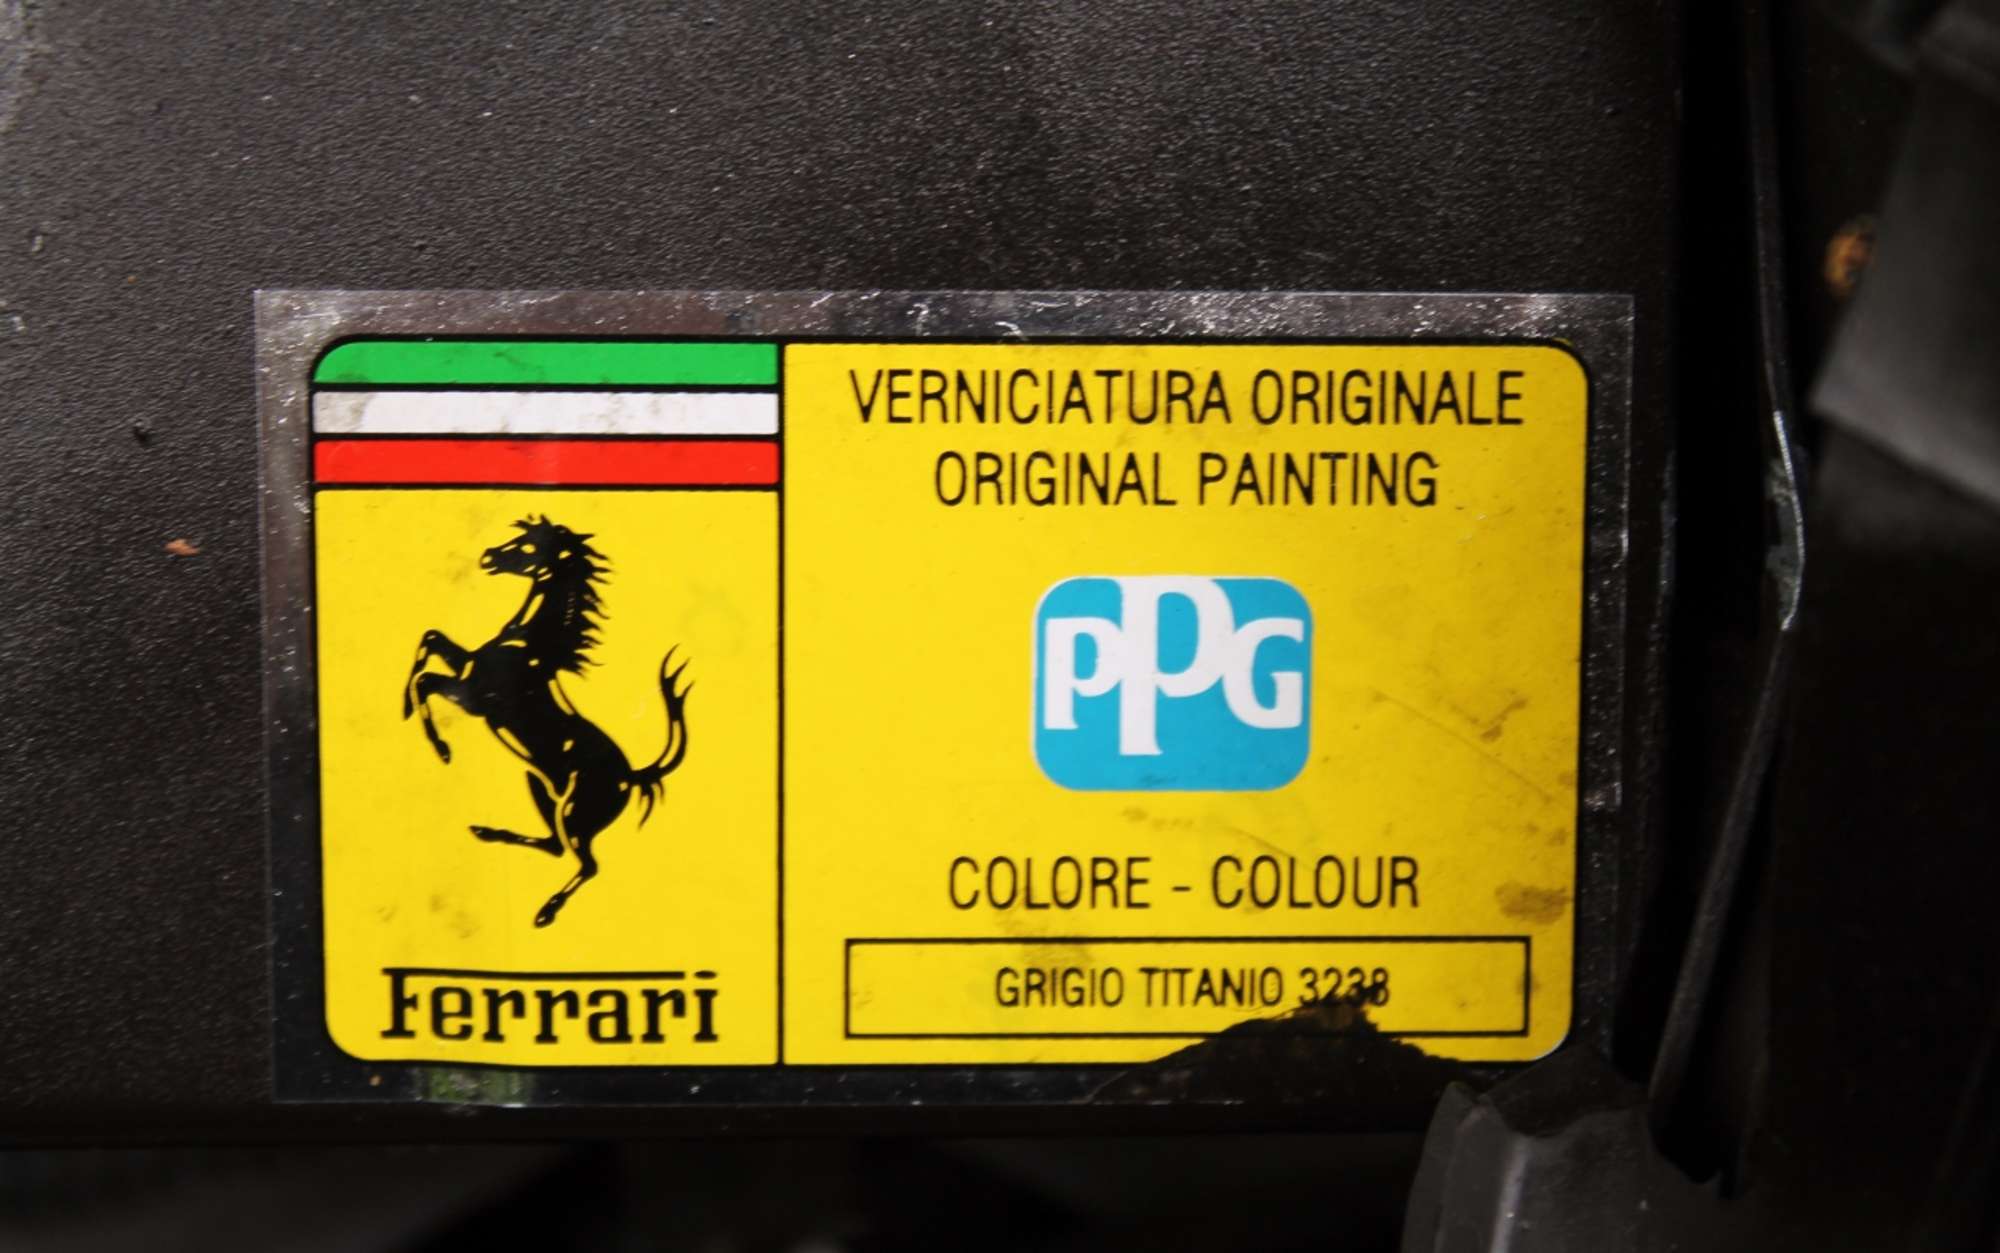 VERNICIATURA ORIGINALE
ORIGINAL PAINTING
PPG
COLORE - COLOUR
GRIGIO TITANIO 3238
Ferrari